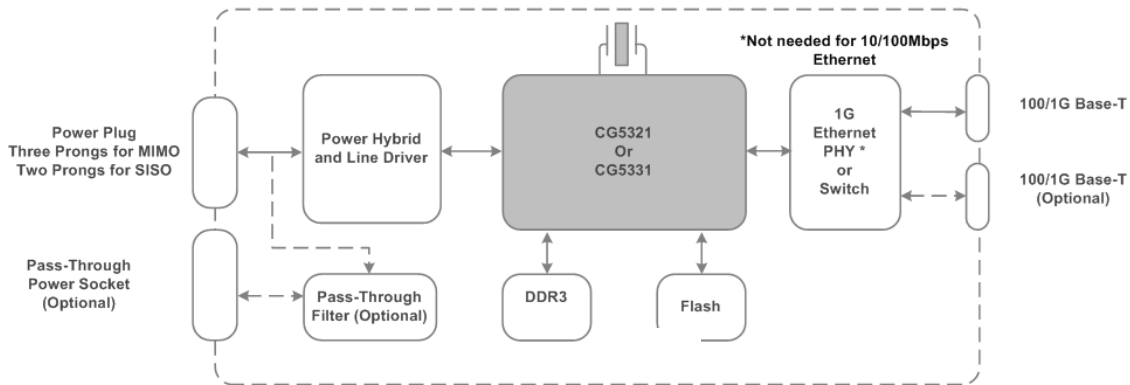 *Not needed for 10/100Mbps
Ethernet
Power Plug
Three Prongs for MIMO
Two Prongs for SISO
Power Hybrid
and Line Driver
CG5321
Or
CG5331
1G
Ethernet
PHY *
or
Switch
100/1G Base-T
100/1G Base-T
(Optional)
Pass-Through
Power Socket
(Optional)
Pass-Through
Filter (Optional)
DDR3
Flash